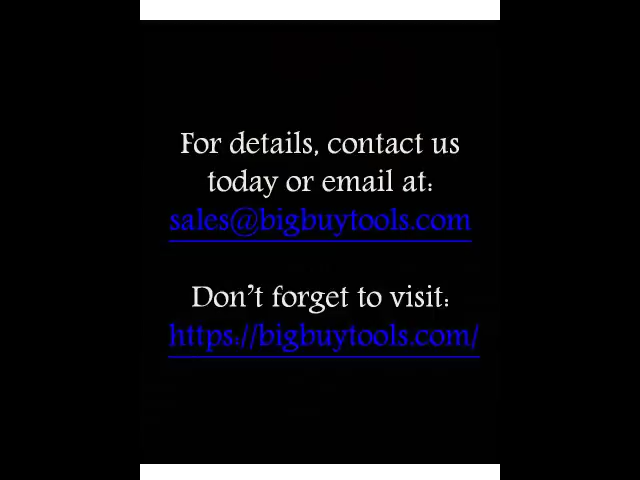 For details, contact us
today or email at:
sales@bigbuytools.com
Don't forget to visit:
https://bigbuytools.com/